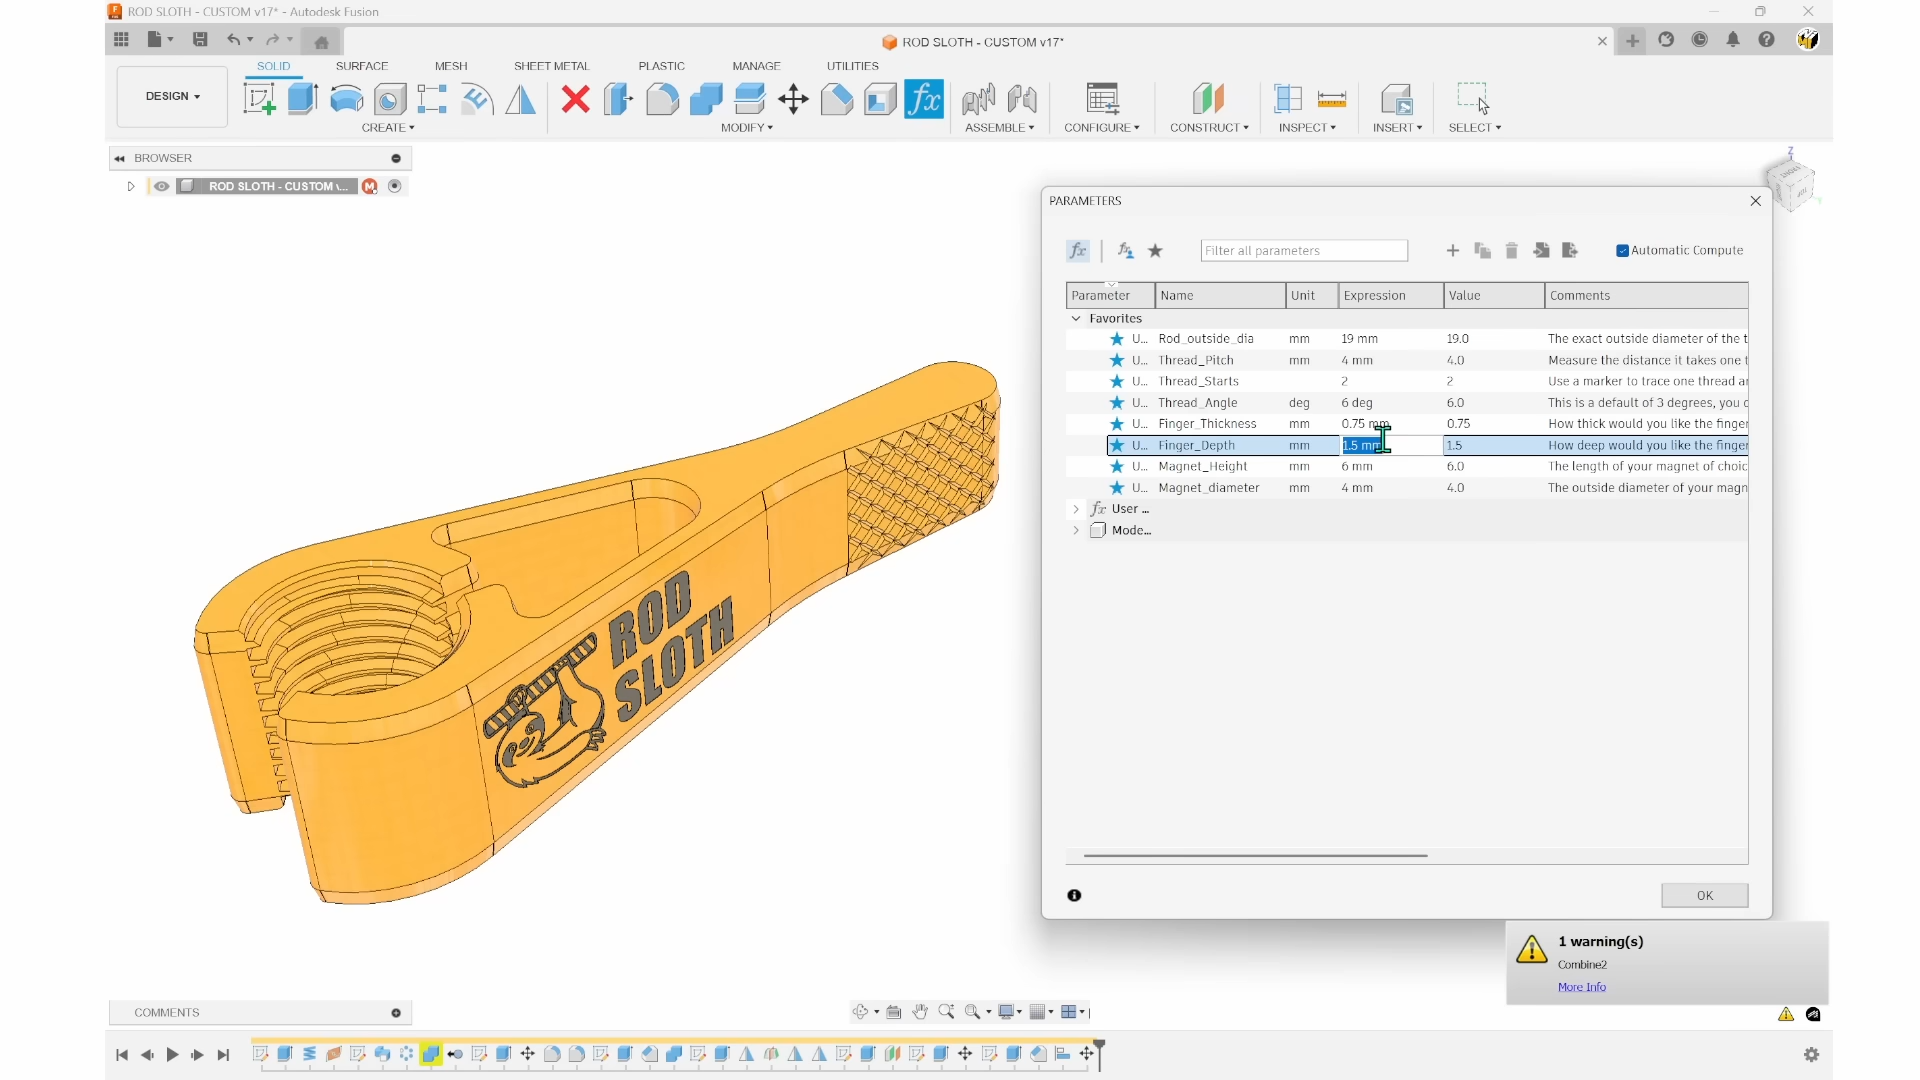 ROD SLOTH - CUSTOM v17* - Autodesk Fusion
ROD SLOTH - CUSTOM v17*
SOLID SURFACE MESH SHEET METAL PLASTIC MANAGE UTILITIES
DESIGN
CREATE MODIFY ASSEMBLE CONFIGURE CONSTRUCT INSPECT INSERT SELECT
BROWSER
ROD SLOTH - CUSTOM v...
M
Z
FRONT
TOP
PARAMETERS
fx
Filter all parameters
Automatic Compute
Parameter Name Unit Expression Value Comments
Favorites
U... Rod_outside_dia mm 19 mm 19.0 The exact outside diameter of the t
U... Thread_Pitch mm 4 mm 4.0 Measure the distance it takes one t
U... Thread_Starts 2 2 Use a marker to trace one thread ar
U... Thread_Angle deg 6 deg 6.0 This is a default of 3 degrees, you c
U... Finger_Thickness mm 0.75 mm 0.75 How thick would you like the finger
U... Finger_Depth mm 1.5 mm 1.5 How deep would you like the finger
U... Magnet_Height mm 6 mm 6.0 The length of your magnet of choic
U... Magnet_diameter mm 4 mm 4.0 The outside diameter of your magn
fx User ...
Mode...
ROD
SLOTH
OK
1 warning(s)
Combine2
More Info
COMMENTS